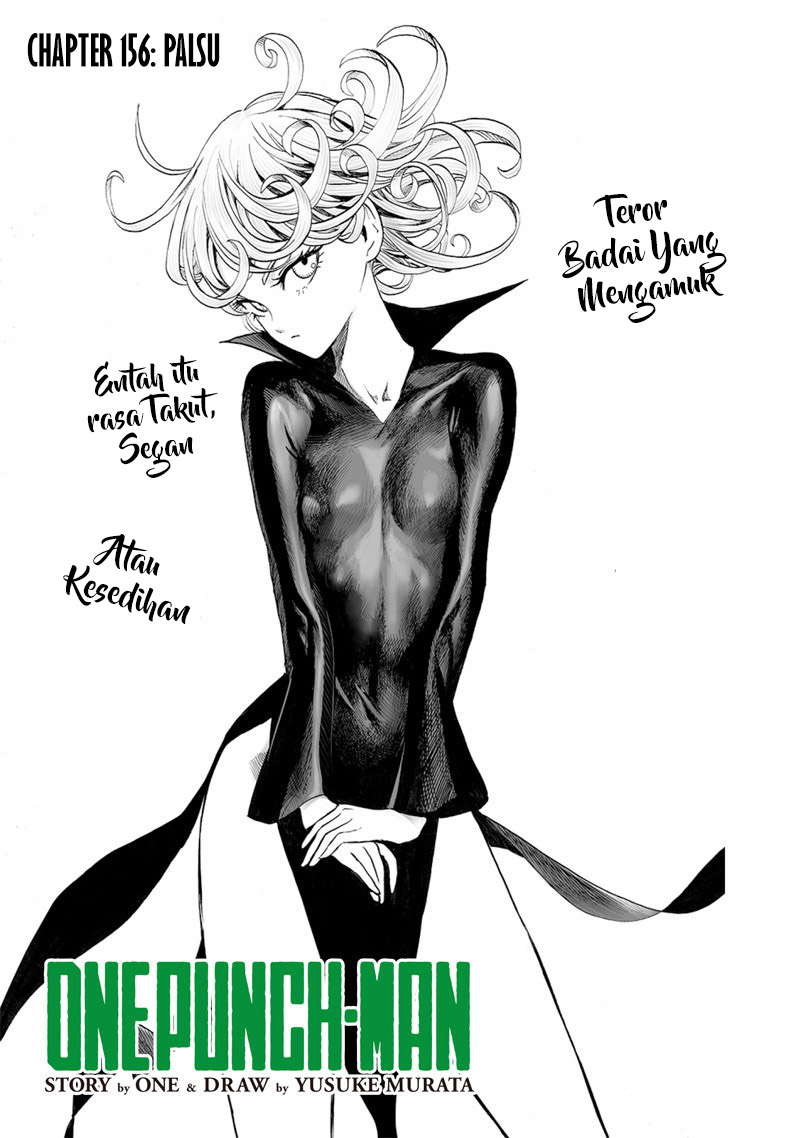 CHAPTER 156: PALSU
Teror
Badai Yang
Mengamuk
Entah itu
rasa Takut,
Segan
Atau
Kesedihan
ONEPUNCH-MAN
STORY by ONE & DRAW by YUSUKE MURATA